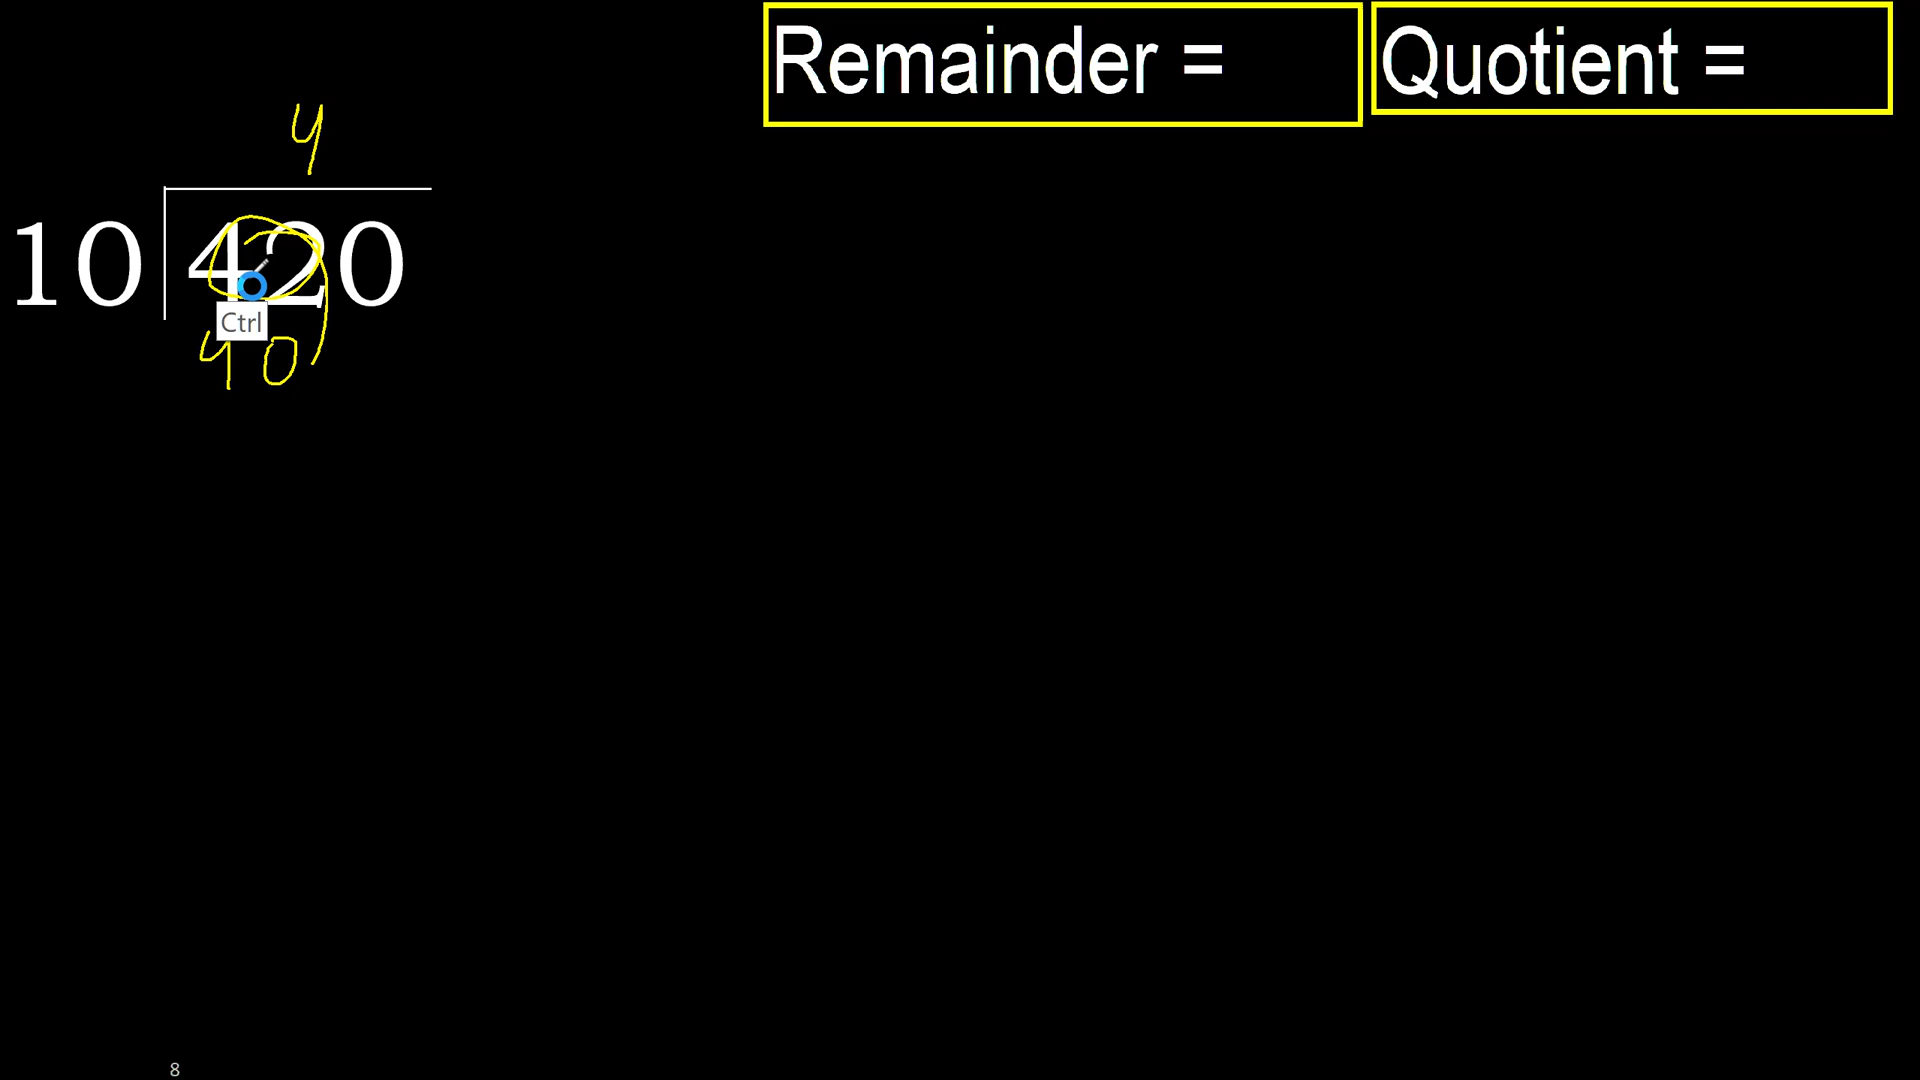 Remainder =
Quotient =
4
10 420
Ctrl
40
8